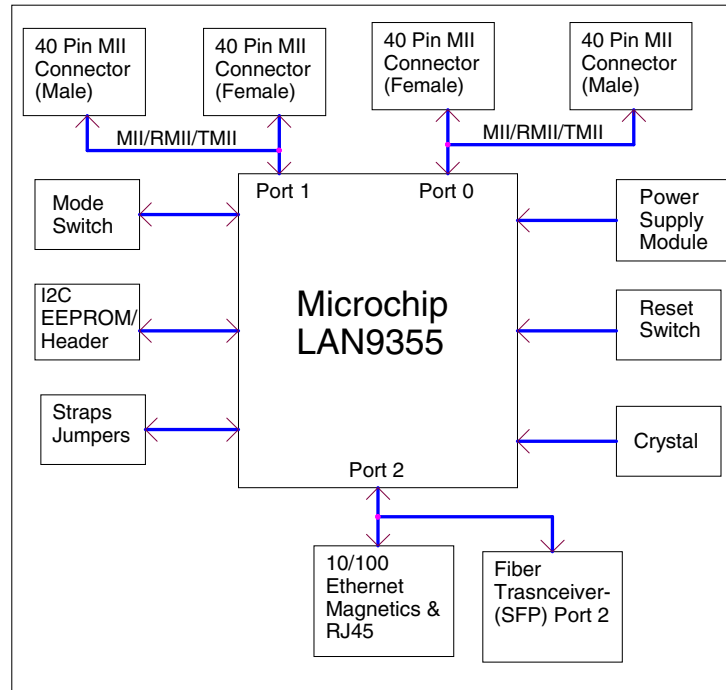 40 Pin MII
Connector
(Male)
40 Pin MII
Connector
(Female)
40 Pin MII
Connector
(Female)
40 Pin MII
Connector
(Male)
MII/RMII/TMII
MII/RMII/TMII
Port 1
Port 0
Mode
Switch
Power
Supply
Module
I2C
EEPROM/
Header
Microchip
LAN9355
Reset
Switch
Straps
Jumpers
Crystal
Port 2
10/100
Ethernet
Magnetics &
RJ45
Fiber
Trasnceiver-
(SFP) Port 2